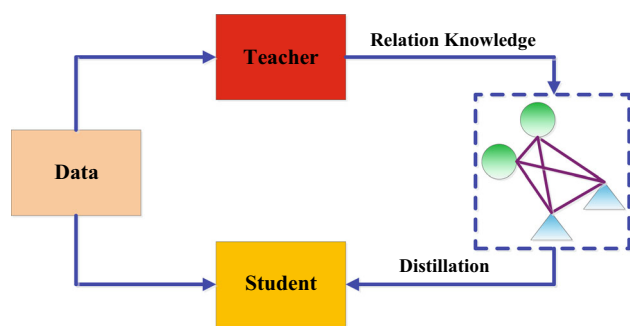 Teacher
Relation Knowledge
Data
Student
Distillation